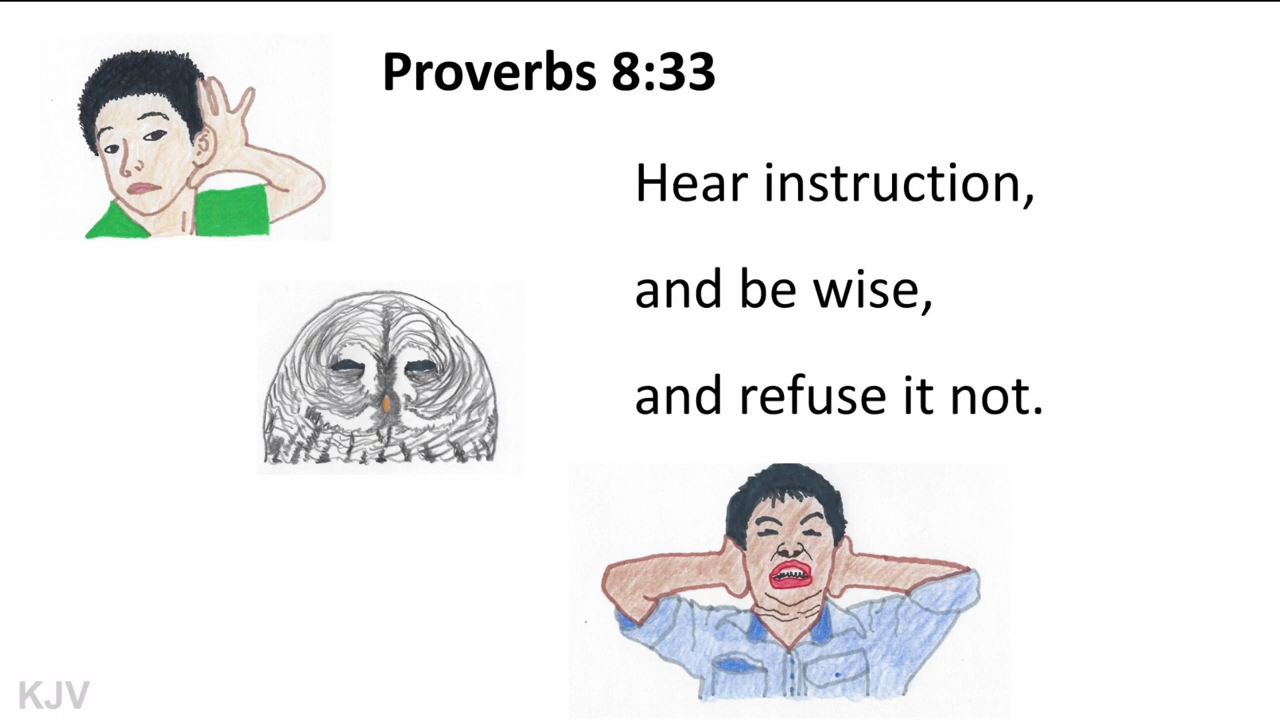 Proverbs 8:33
Hear instruction,
and be wise,
and refuse it not.
KJV